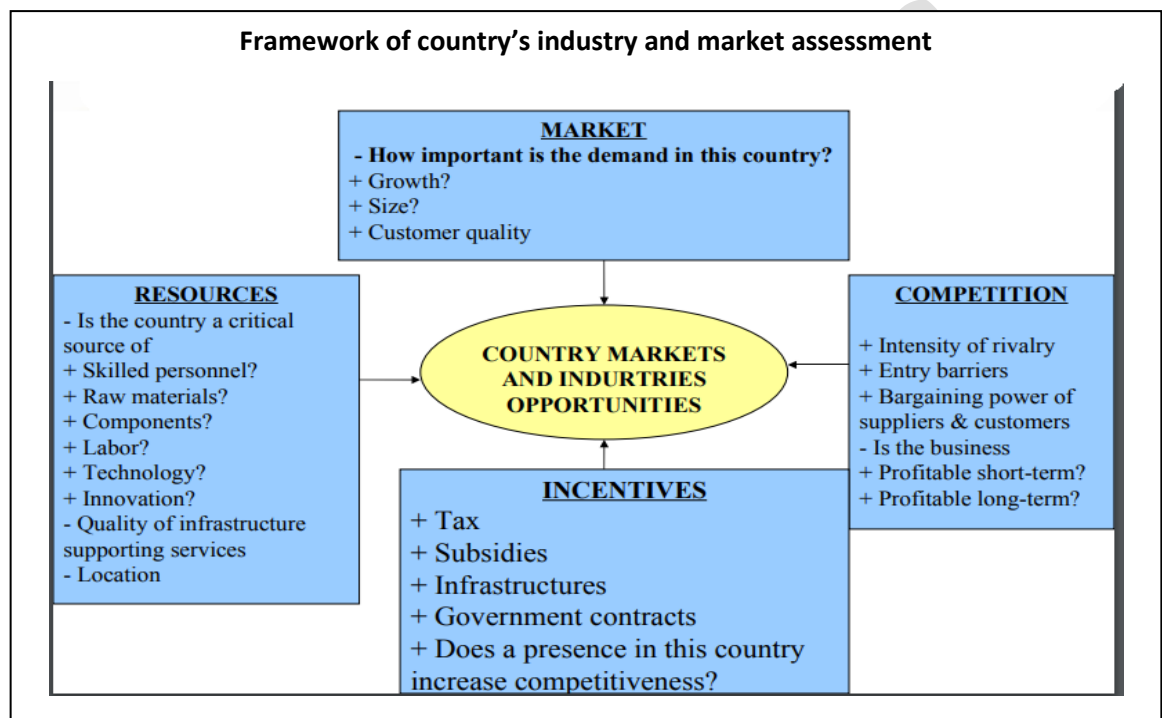 Framework of country’s industry and market assessment
MARKET
- How important is the demand in this country?
+ Growth?
+ Size?
+ Customer quality
RESOURCES
- Is the country a critical
source of
+ Skilled personnel?
+ Raw materials?
+ Components?
+ Labor?
+ Technology?
+ Innovation?
- Quality of infrastructure
supporting services
- Location
COUNTRY MARKETS
AND INDURTRIES
OPPORTUNITIES
COMPETITION
+ Intensity of rivalry
+ Entry barriers
+ Bargaining power of
suppliers & customers
- Is the business
+ Profitable short-term?
+ Profitable long-term?
INCENTIVES
+ Tax
+ Subsidies
+ Infrastructures
+ Government contracts
+ Does a presence in this country
increase competitiveness?